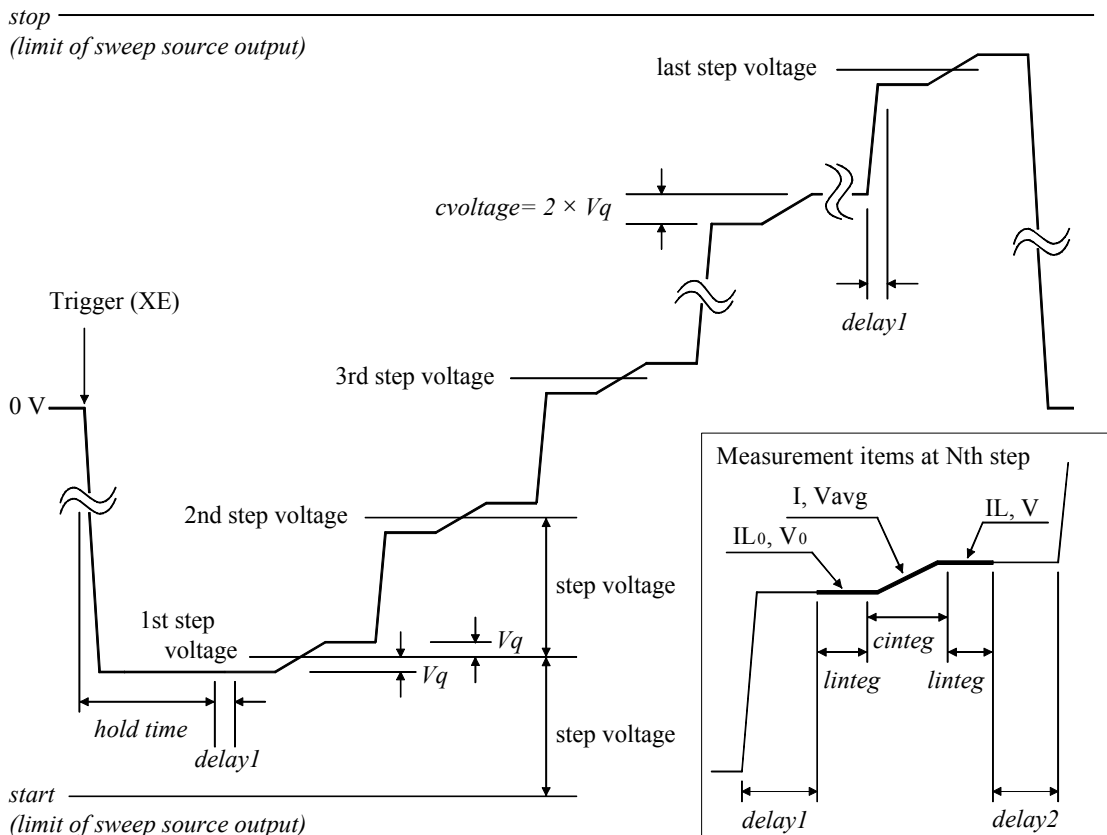 stop
(limit of sweep source output)
last step voltage
cvoltage= 2 × Vq
Trigger (XE)
delay1
3rd step voltage
0 V
Measurement items at Nth step
I, Vavg
2nd step voltage
IL0, V0
IL, V
step voltage
1st step
voltage
Vq
Vq
cinteg
linteg
linteg
hold time
step voltage
delay1
start
delay1
delay2
(limit of sweep source output)